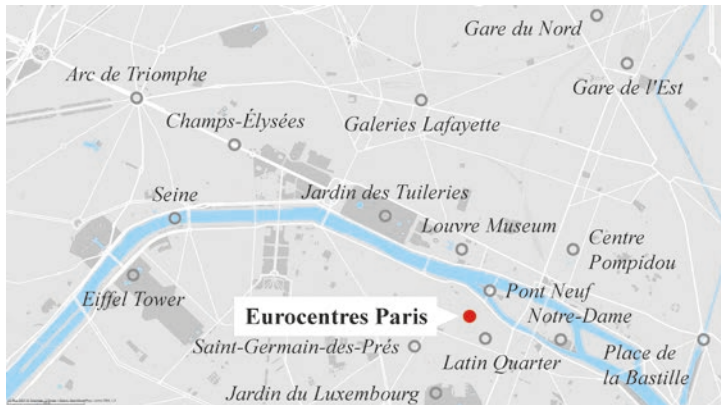 Gare du Nord
Arc de Triomphe
Gare de l'Est
Champs-Élysées
Galeries Lafayette
Seine
Jardin des Tuileries
Louvre Museum
Centre
Pompidou
Eiffel Tower
Pont Neuf
Eurocentres Paris
Notre-Dame
Saint-Germain-des-Prés
Latin Quarter
Place de
la Bastille
Jardin du Luxembourg